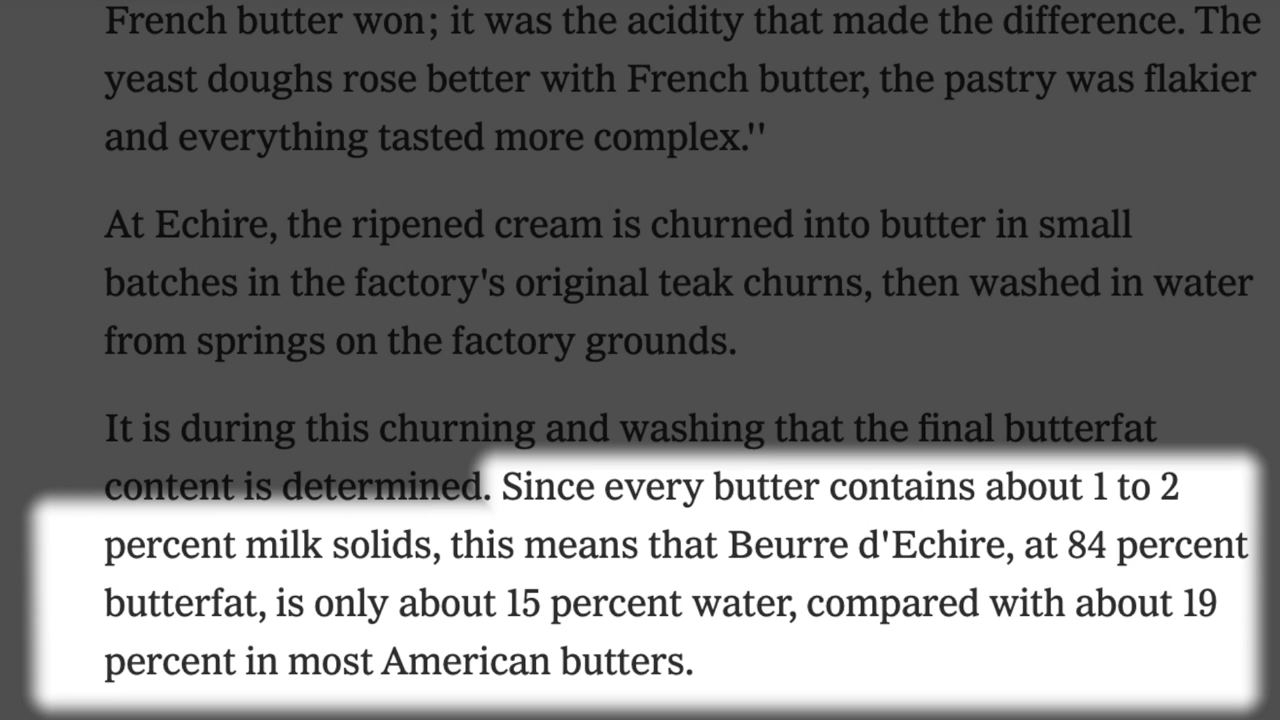 French butter won; it was the acidity that made the difference. The
yeast doughs rose better with French butter, the pastry was flakier
and everything tasted more complex.''
At Echire, the ripened cream is churned into butter in small
batches in the factory's original teak churns, then washed in water
from springs on the factory grounds.
It is during this churning and washing that the final butterfat
content is determined. Since every butter contains about 1 to 2
percent milk solids, this means that Beurre d'Echire, at 84 percent
butterfat, is only about 15 percent water, compared with about 19
percent in most American butters.